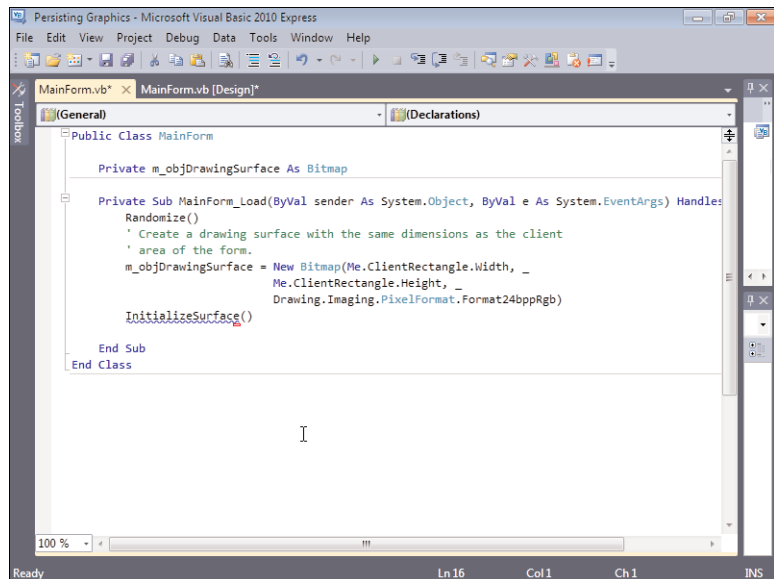 Persisting Graphics - Microsoft Visual Basic 2010 Express
File Edit View Project Debug Data Tools Window Help
MainForm.vb* MainForm.vb [Design]*
Toolbox
(General) (Declarations)
Public Class MainForm
Private m_objDrawingSurface As Bitmap
Private Sub MainForm_Load(ByVal sender As System.Object, ByVal e As System.EventArgs) Handles
Randomize()
' Create a drawing surface with the same dimensions as the client
' area of the form.
m_objDrawingSurface = New Bitmap(Me.ClientRectangle.Width, _
Me.ClientRectangle.Height, _
Drawing.Imaging.PixelFormat.Format24bppRgb)
InitializeSurface()
End Sub
End Class
100 %
Ready Ln 16 Col 1 Ch 1 INS